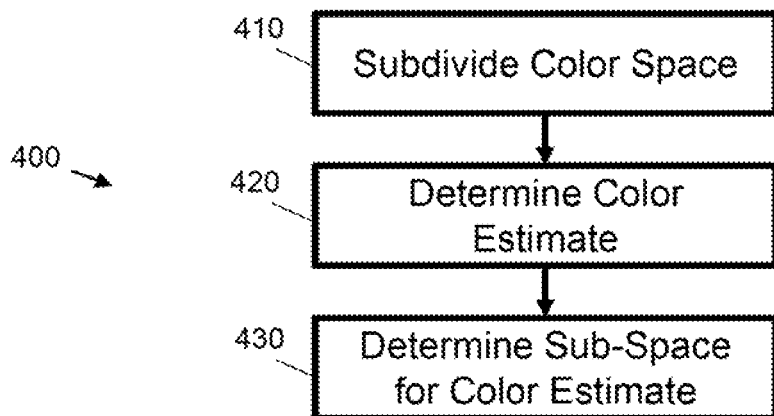 410
Subdivide Color Space
400
420
Determine Color
Estimate
430
Determine Sub-Space
for Color Estimate